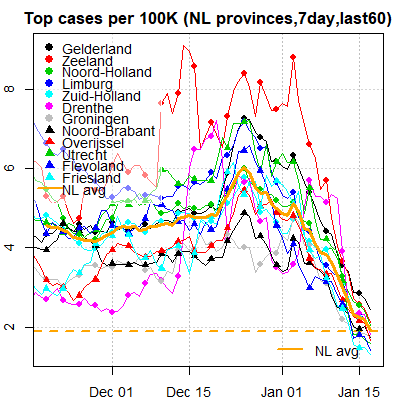 Top cases per 100K (NL provinces,7day,last60)
Gelderland
Zeeland
Noord-Holland
Limburg
Zuid-Holland
Drenthe
Groningen
Noord-Brabant
Overijssel
Utrecht
Flevoland
Friesland
NL avg
8
6
4
2
NL avg
Dec 01 Dec 15 Jan 01 Jan 15